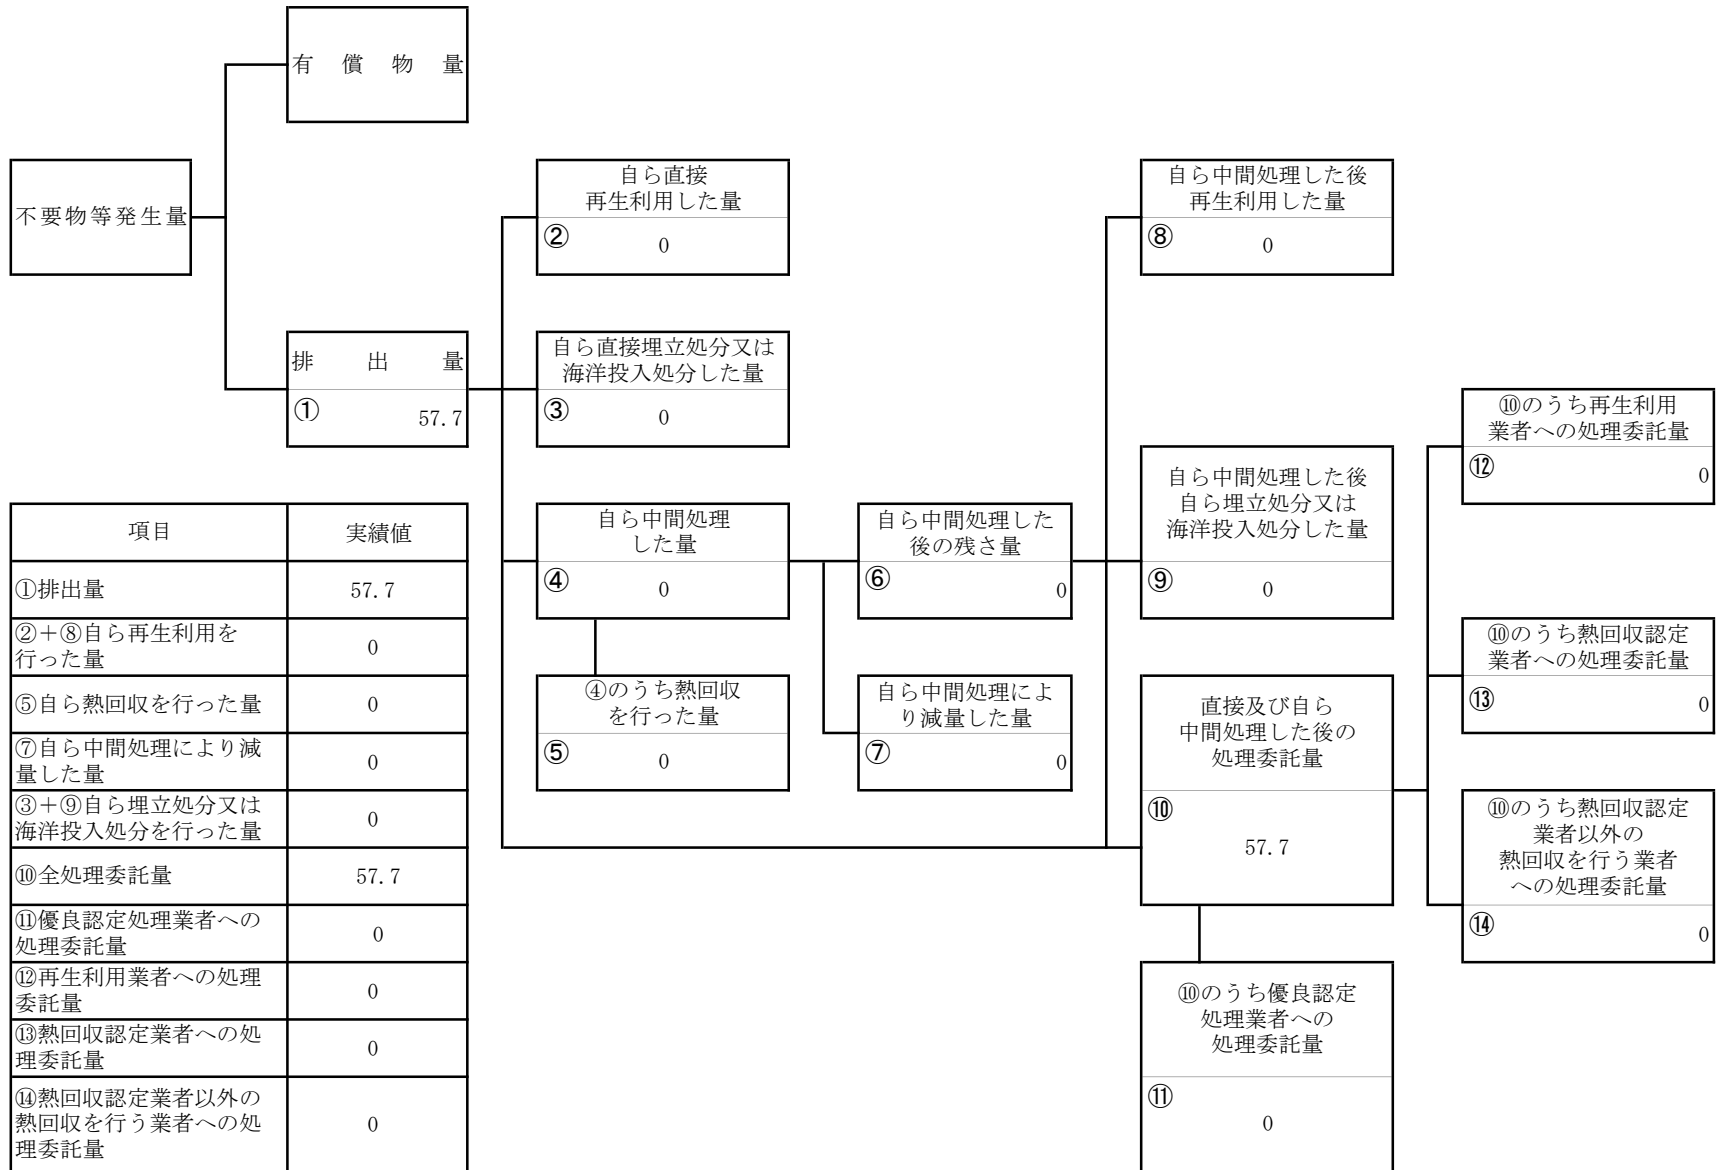 有償物量
不要物等発生量
排出量
①
57.7
自ら直接
再生利用した量
②
0
自ら直接埋立処分又は
海洋投入処分した量
③
0
自ら中間処理
した量
④
0
④のうち熱回収
を行った量
⑤
0
自ら中間処理した
後の残さ量
⑥
0
自ら中間処理によ
り減量した量
⑦
0
自ら中間処理した後
再生利用した量
⑧
0
自ら中間処理した後
自ら埋立処分又は
海洋投入処分した量
⑨
0
直接及び自ら
中間処理した後の
処理委託量
⑩
57.7
⑩のうち優良認定
処理業者への
処理委託量
⑪
0
⑩のうち再生利用
業者への処理委託量
⑫
0
⑩のうち熱回収認定
業者への処理委託量
⑬
0
⑩のうち熱回収認定
業者以外の
熱回収を行う業者
への処理委託量
⑭
0
項目 実績値
①排出量 57.7
②＋⑧自ら再生利用を
行った量
0
⑤自ら熱回収を行った量 0
⑦自ら中間処理により減
量した量
0
③＋⑨自ら埋立処分又は
海洋投入処分を行った量
0
⑩全処理委託量 57.7
⑪優良認定処理業者への
処理委託量
0
⑫再生利用業者への処理
委託量
0
⑬熱回収認定業者への処
理委託量
0
⑭熱回収認定業者以外の
熱回収を行う業者への処
理委託量
0